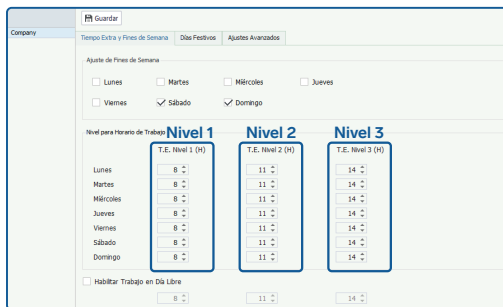 Guardar
Company
Tiempo Extra y Fines de Semana Días Festivos Ajustes Avanzados
Ajuste de Fines de Semana
Lunes Martes Miércoles Jueves
Viernes Sábado Domingo
Nivel para Horario de Trabajo Nivel 1 Nivel 2 Nivel 3
T.E. Nivel 1 (H) T.E. Nivel 2 (H) T.E. Nivel 3 (H)
Lunes 8 11 14
Martes 8 11 14
Miércoles 8 11 14
Jueves 8 11 14
Viernes 8 11 14
Sábado 8 11 14
Domingo 8 11 14
Habilitar Trabajo en Día Libre
8 11 14